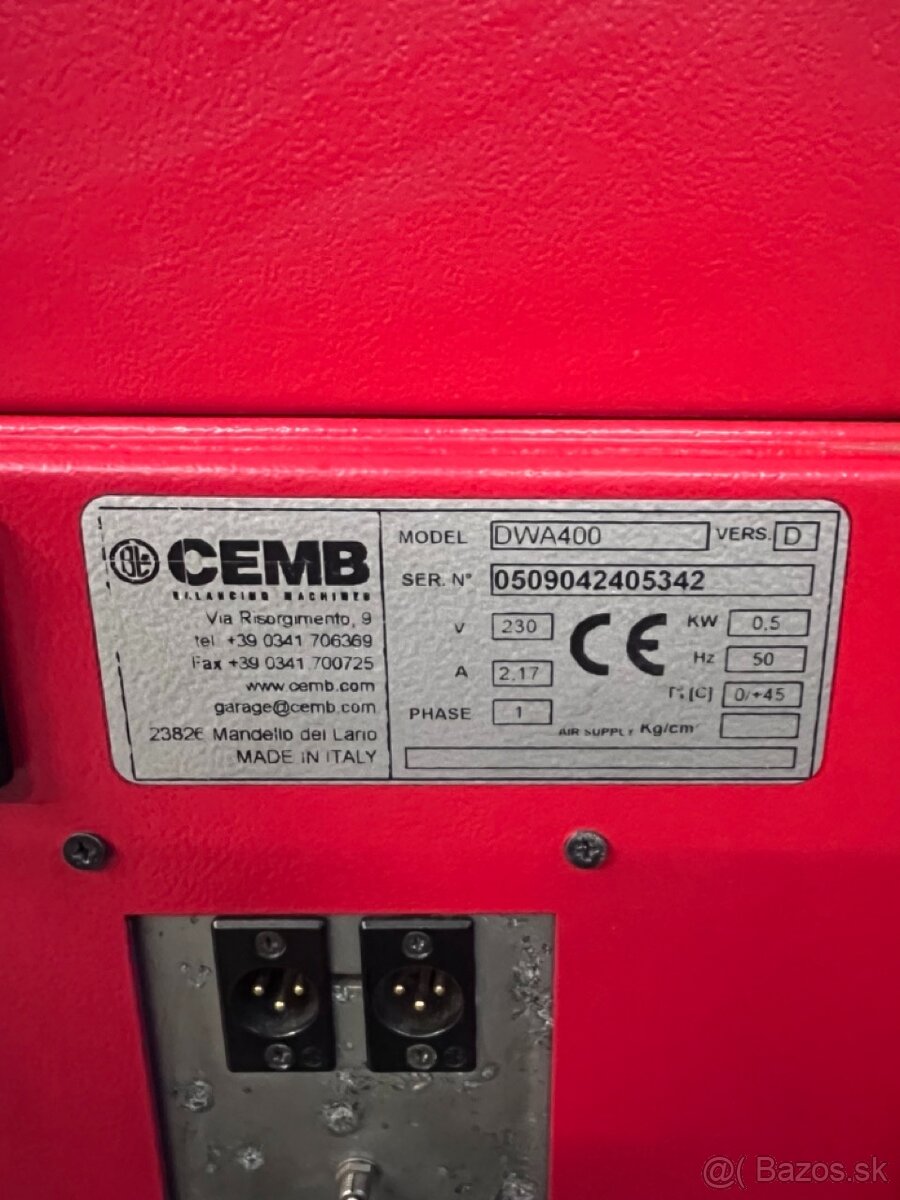 CEMB
BALANCING MACHINES
Via Risorgimento, 9
tel +39 0341 706369
Fax +39 0341 700725
www.cemb.com
garage@cemb.com
23826 Mandello del Lario
MADE IN ITALY
MODEL DWA400 VERS. D
SER. N° 0509042405342
V 230
A 2,17
PHASE 1
CE
KW 0.5
Hz 50
T° [C] 0/+45
AIR SUPPLY Kg/cm²
@( Bazos.sk